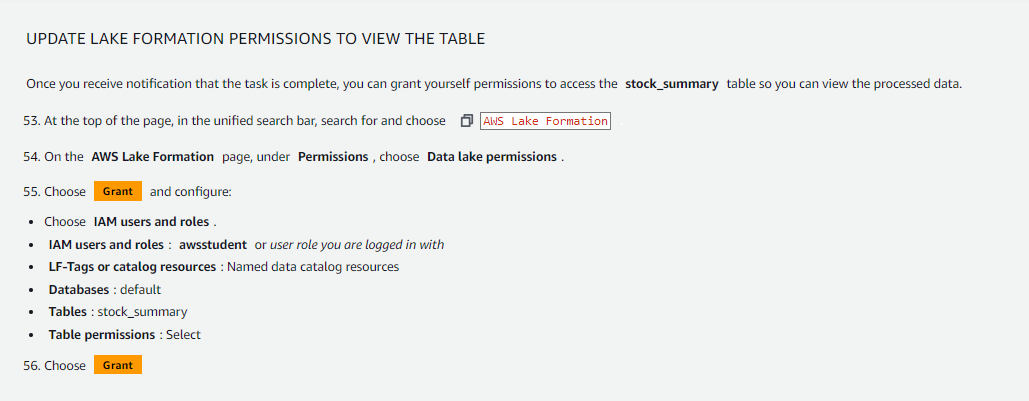 UPDATE LAKE FORMATION PERMISSIONS TO VIEW THE TABLE
Once you receive notification that the task is complete, you can grant yourself permissions to access the stock_summary table so you can view the processed data.
53. At the top of the page, in the unified search bar, search for and choose AWS Lake Formation .
54. On the AWS Lake Formation page, under Permissions , choose Data lake permissions .
55. Choose Grant and configure:
• Choose IAM users and roles .
• IAM users and roles : awsstudent or user role you are logged in with
• LF-Tags or catalog resources : Named data catalog resources
• Databases : default
• Tables : stock_summary
• Table permissions : Select
56. Choose Grant